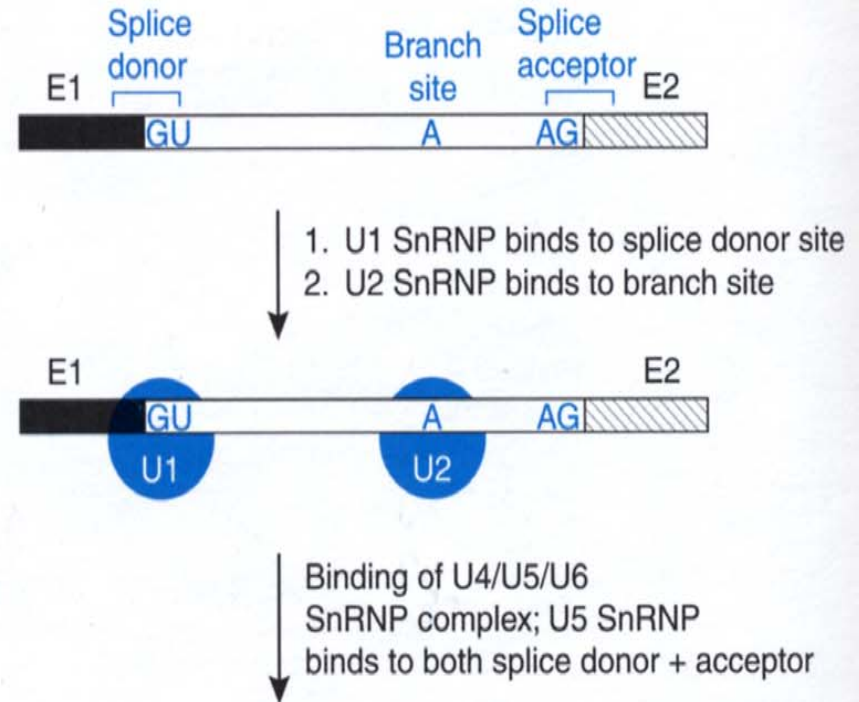 Splice
donor
Branch
site
Splice
acceptor
E1
E2
GU
A
AG
1. U1 SnRNP binds to splice donor site
2. U2 SnRNP binds to branch site
E1
E2
GU
A
AG
U1
U2
Binding of U4/U5/U6
SnRNP complex; U5 SnRNP
binds to both splice donor + acceptor